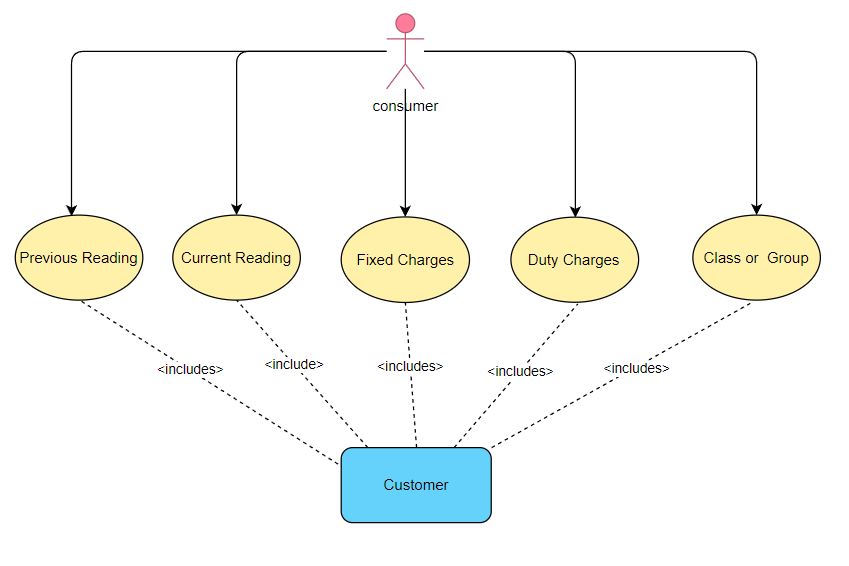 consumer
Previous Reading
Current Reading
Fixed Charges
Duty Charges
Class or  Group
<includes>
<include>
<includes>
<includes>
<includes>
Customer